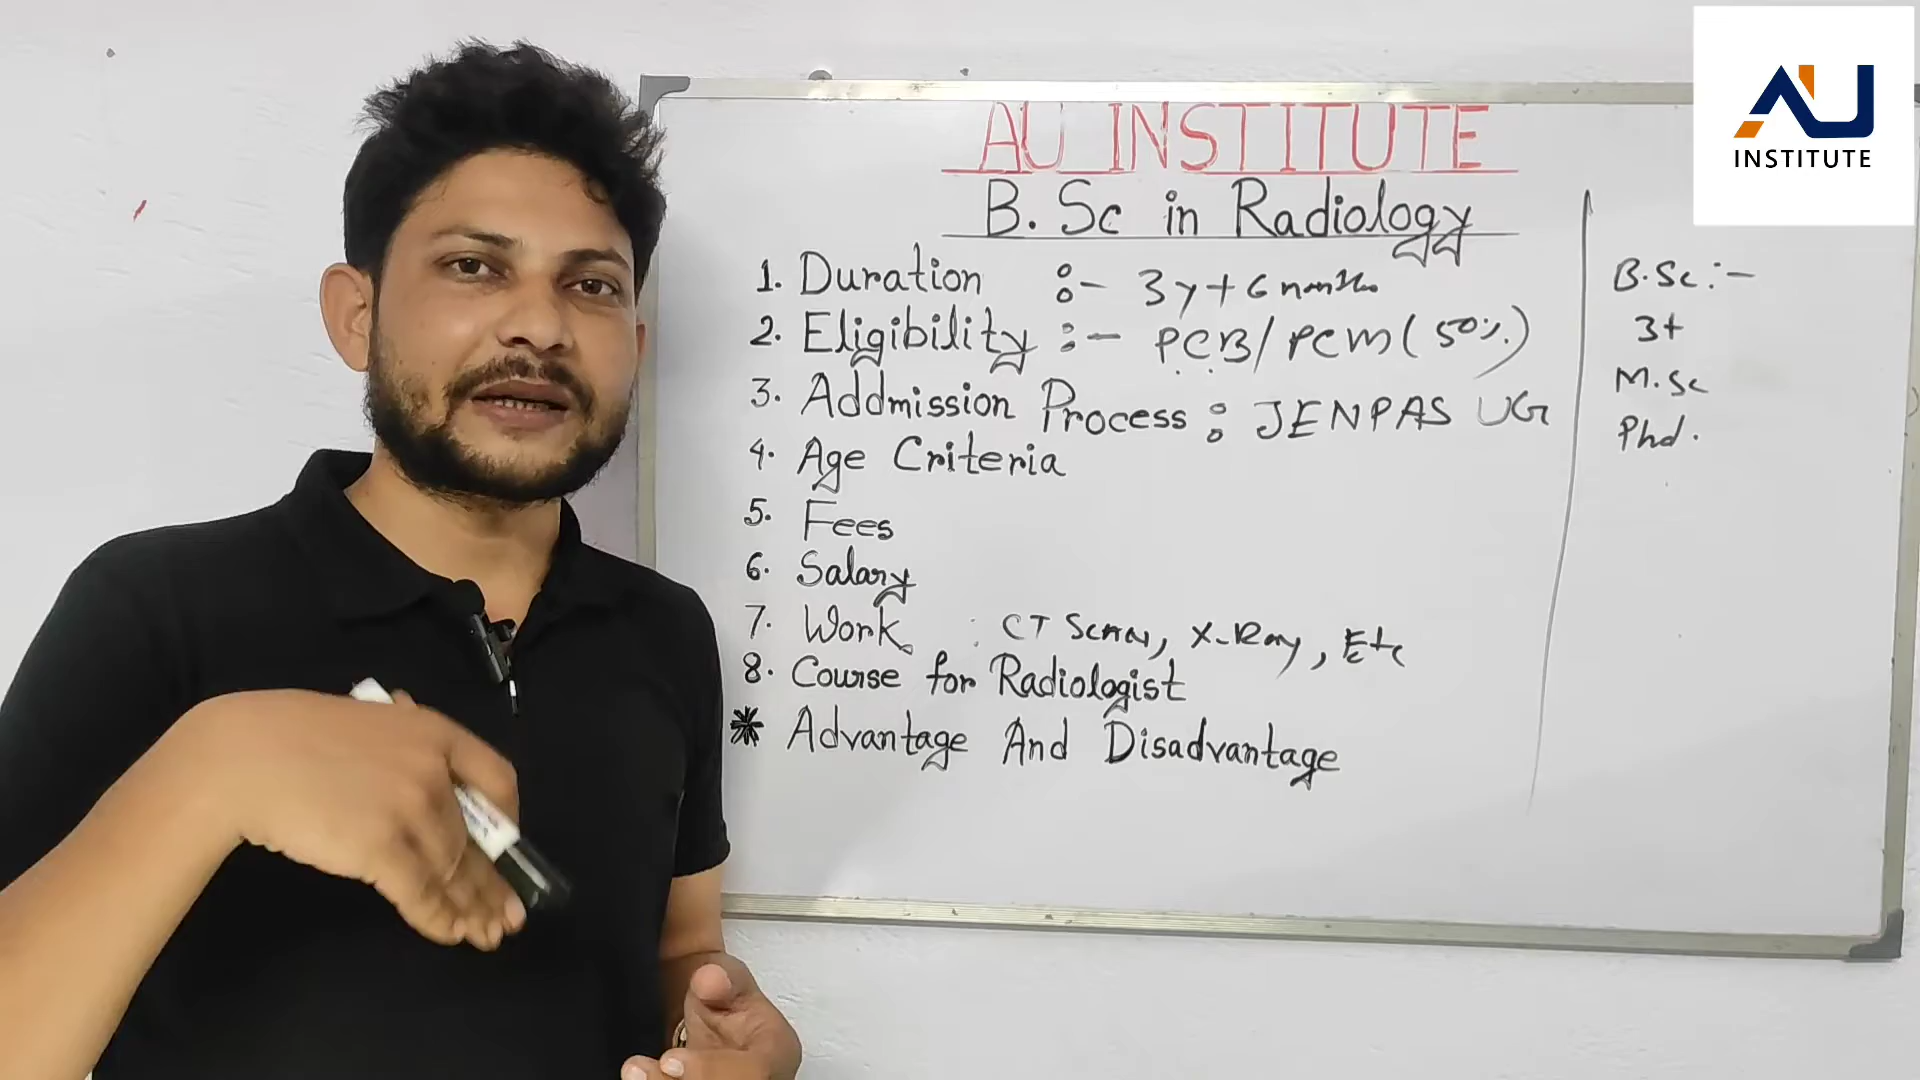 AU INSTITUTE
B. Sc in Radiology
1. Duration :- 3y + 6 months
2. Eligibility :- PCB/PCM (50%)
3. Addmission Process : JENPAS UG
4. Age Criteria
5. Fees
6. Salary
7. Work : CT Scan, X-Ray, Etc
8. Course for Radiologist
* Advantage And Disadvantage
B.Sc :-
3+
M.Sc
Phd.
AU
INSTITUTE